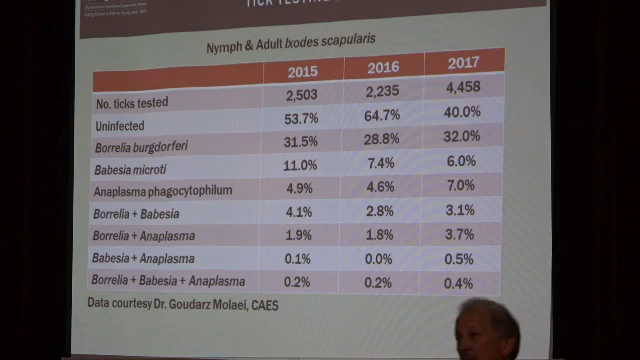 TICK TESTING
Nymph & Adult Ixodes scapularis
2015 2016 2017
No. ticks tested 2,503 2,235 4,458
Uninfected 53.7% 64.7% 40.0%
Borrelia burgdorferi 31.5% 28.8% 32.0%
Babesia microti 11.0% 7.4% 6.0%
Anaplasma phagocytophilum 4.9% 4.6% 7.0%
Borrelia + Babesia 4.1% 2.8% 3.1%
Borrelia + Anaplasma 1.9% 1.8% 3.7%
Babesia + Anaplasma 0.1% 0.0% 0.5%
Borrelia + Babesia + Anaplasma 0.2% 0.2% 0.4%
Data courtesy Dr. Goudarz Molaei, CAES